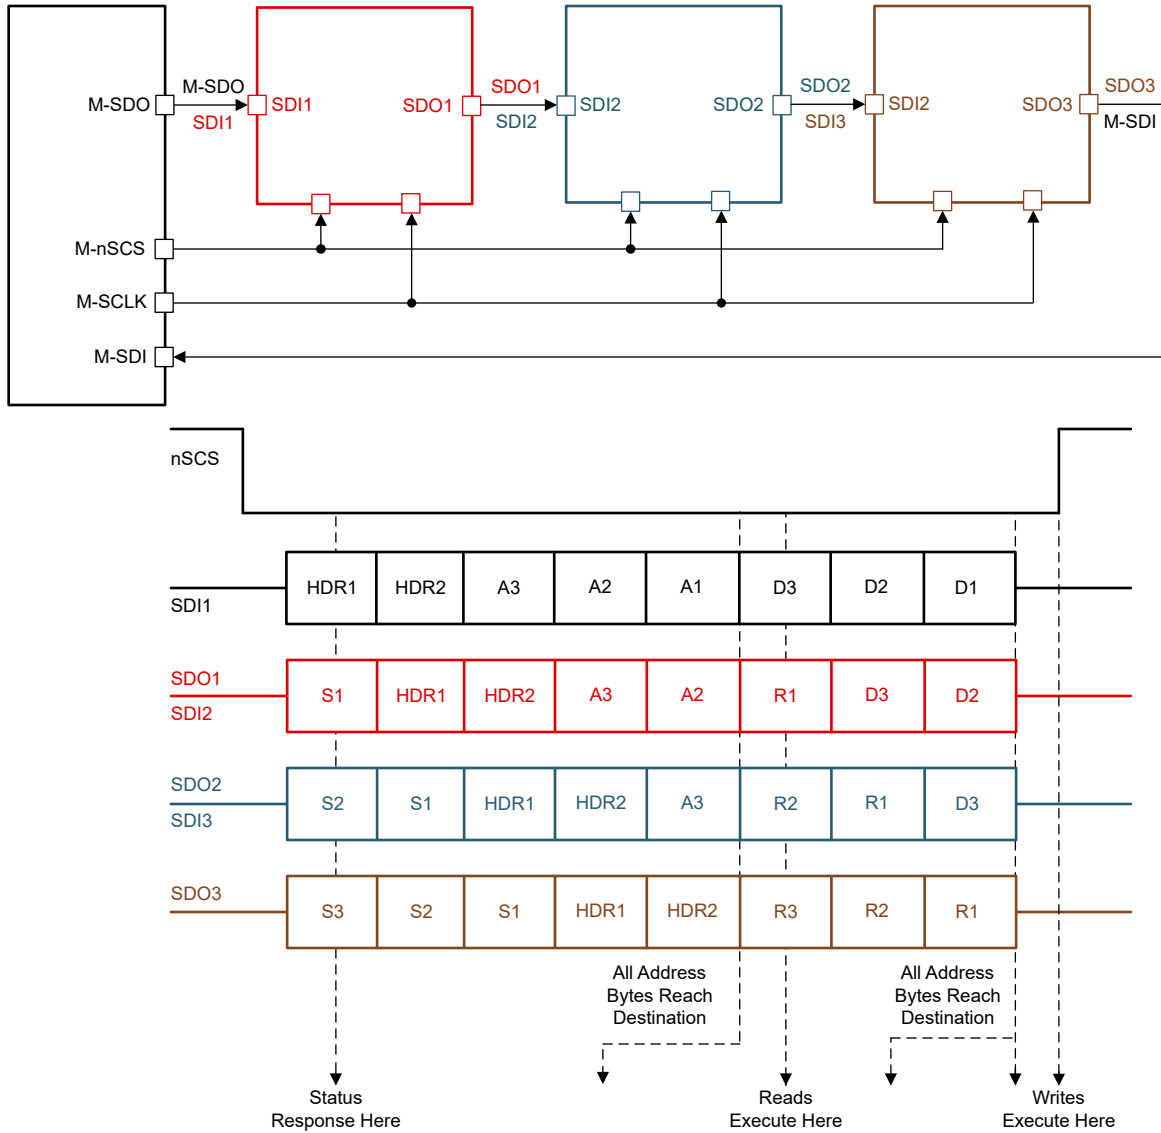 M-SDO
M-SDO
SDI1
SDI1
SDO1
SDO1
SDI2
SDI2
SDO2
SDO2
SDI3
SDI2
SDO3
SDO3
M-SDI
M-nSCS
M-SCLK
M-SDI
nSCS
SDI1
HDR1 HDR2 A3 A2 A1 D3 D2 D1
SDO1
SDI2
S1 HDR1 HDR2 A3 A2 R1 D3 D2
SDO2
SDI3
S2 S1 HDR1 HDR2 A3 R2 R1 D3
SDO3
S3 S2 S1 HDR1 HDR2 R3 R2 R1
All Address
Bytes Reach
Destination
All Address
Bytes Reach
Destination
Status
Response Here
Reads
Execute Here
Writes
Execute Here